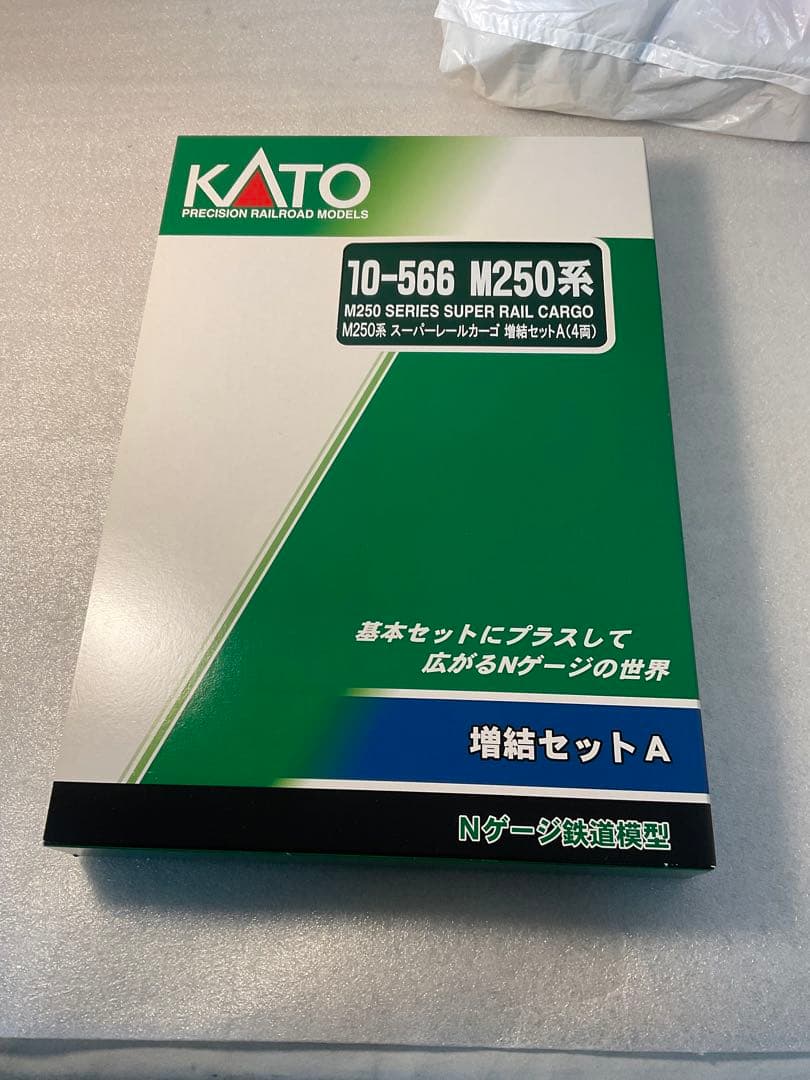 KATO
PRECISION RAILROAD MODELS
10-566 M250系
M250 SERIES SUPER RAIL CARGO
M250系 スーパーレールカーゴ 増結セットA(4両)
基本セットにプラスして
広がるNゲージの世界
増結セットA
Nゲージ鉄道模型